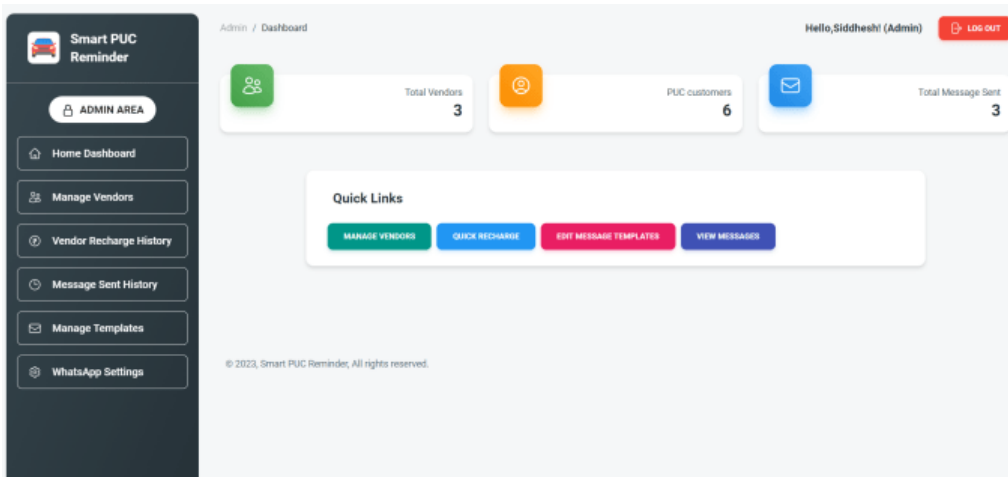 Smart PUC
Reminder
ADMIN AREA
Home Dashboard
Manage Vendors
Vendor Recharge History
Message Sent History
Manage Templates
WhatsApp Settings
Admin / Dashboard
Hello,Siddhesh! (Admin)
LOG OUT
Total Vendors
3
PUC customers
6
Total Message Sent
3
Quick Links
MANAGE VENDORS
QUICK RECHARGE
EDIT MESSAGE TEMPLATES
VIEW MESSAGES
© 2023, Smart PUC Reminder, All rights reserved.